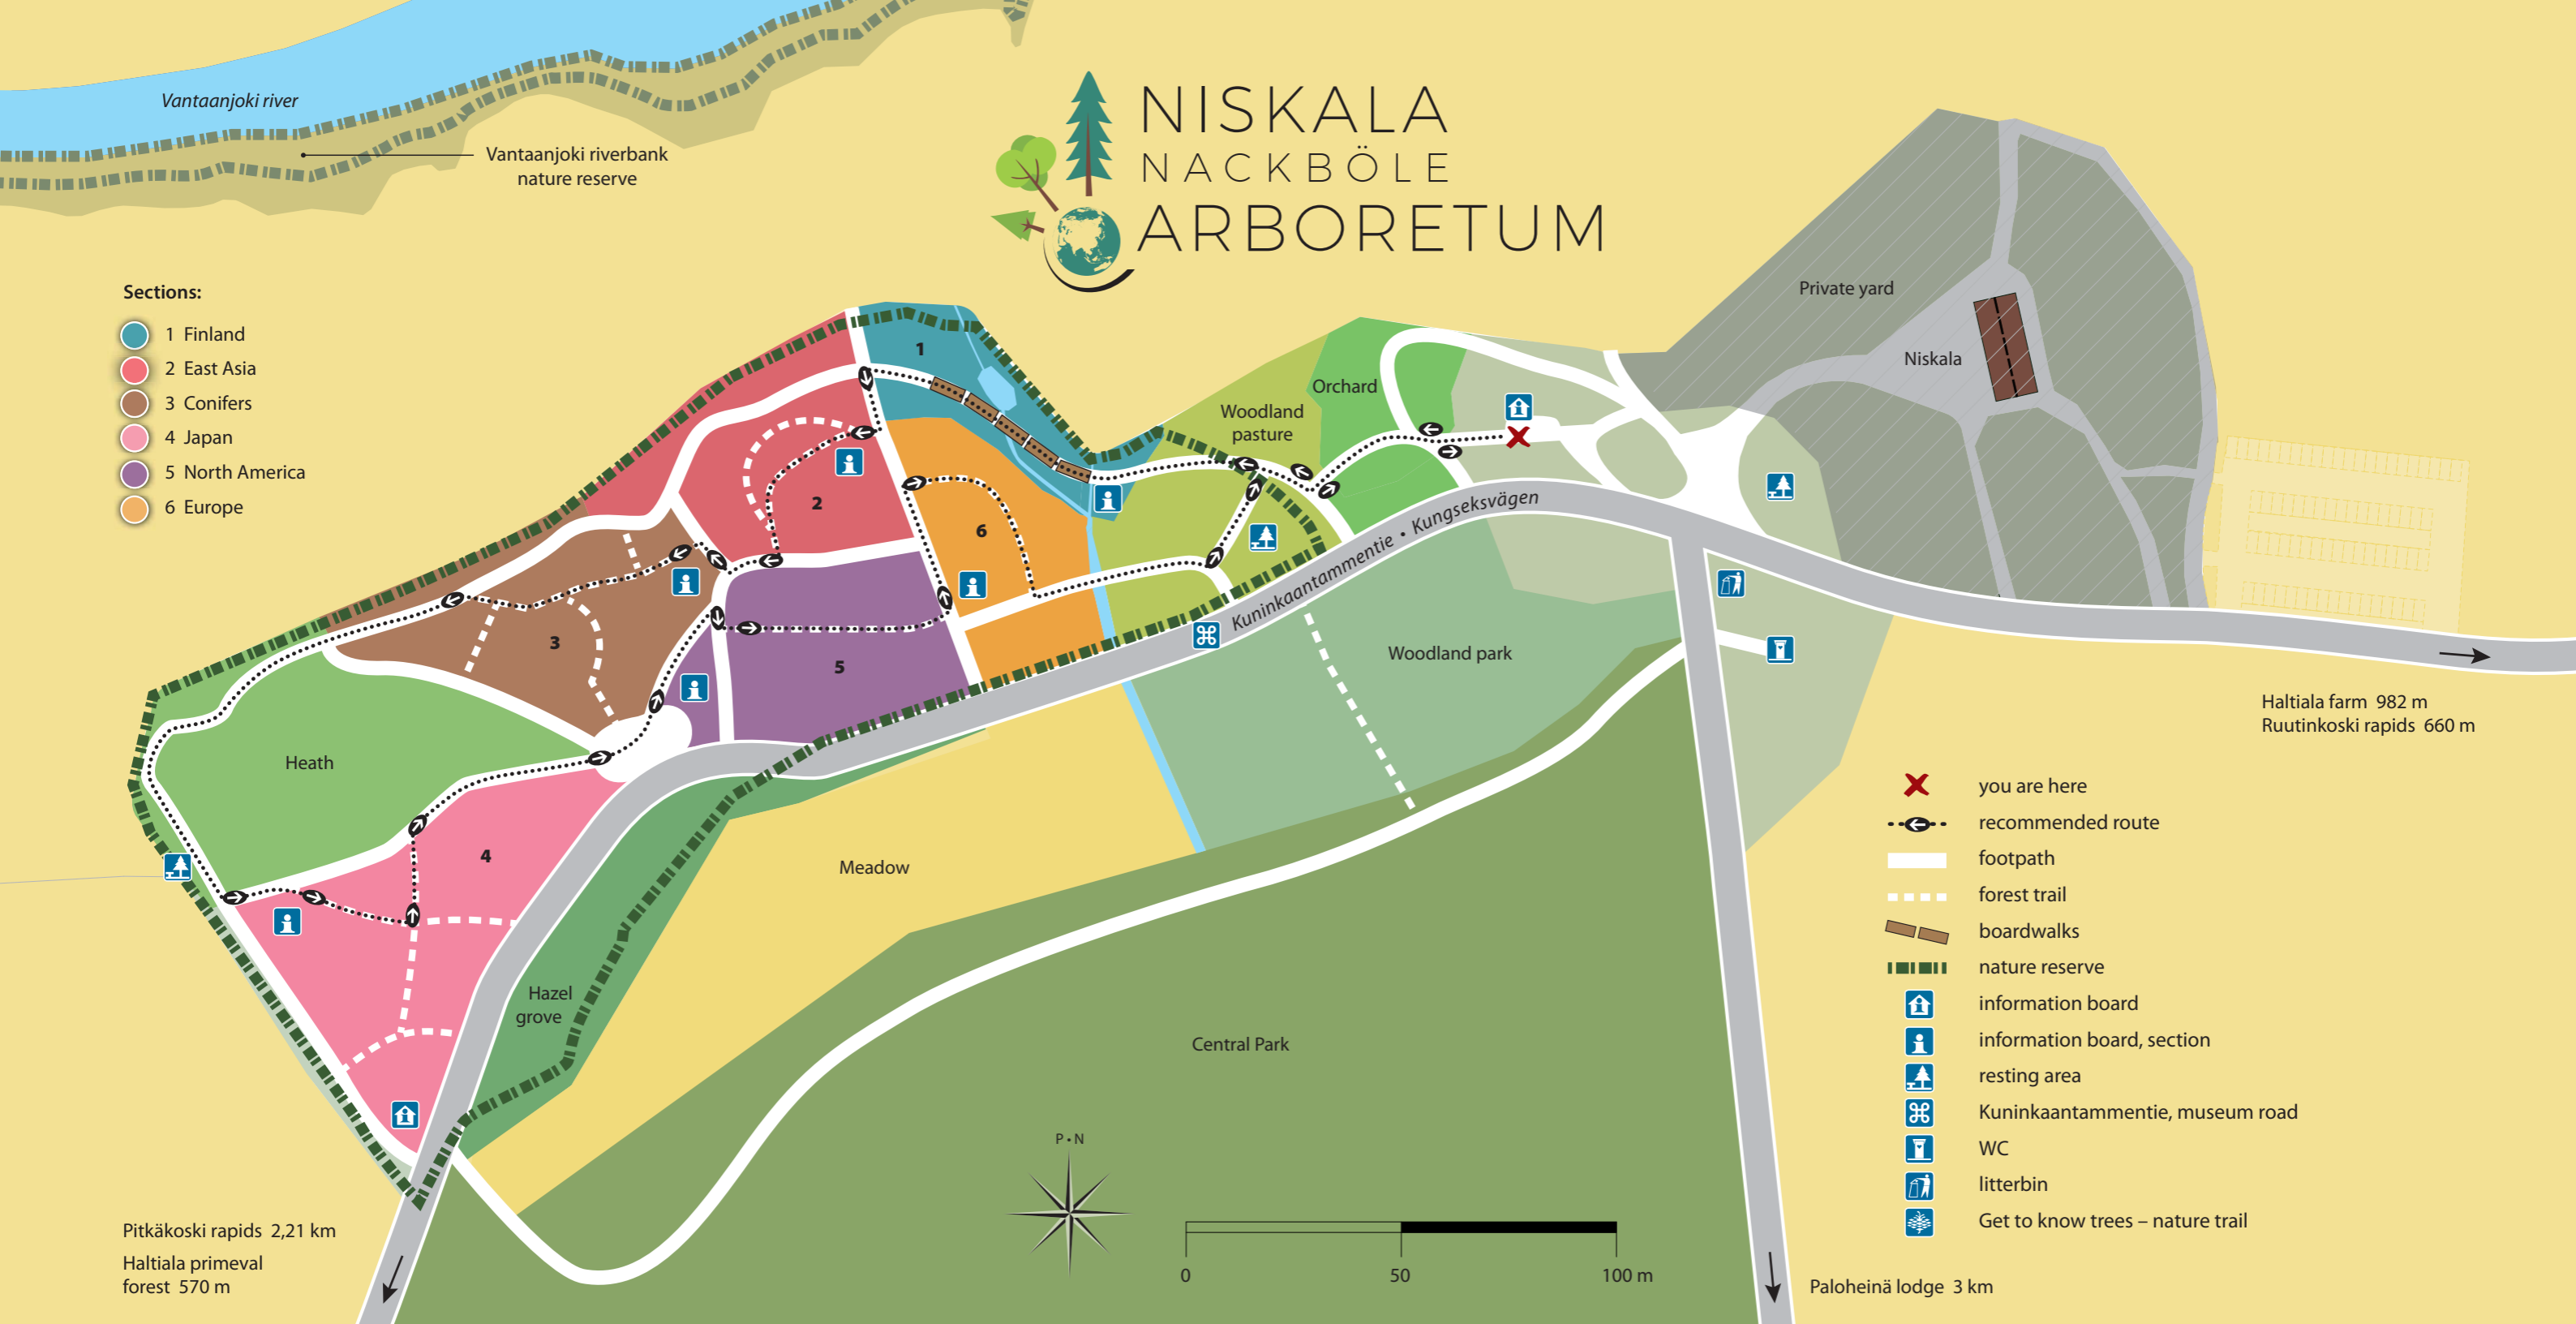 Vantaanjoki river
Vantaanjoki riverbank
nature reserve
NISKALA
NACKBÖLE
ARBORETUM
Sections:
1 Finland
2 East Asia
3 Conifers
4 Japan
5 North America
6 Europe
Private yard
Niskala
Orchard
Woodland
pasture
1
2
6
3
5
4
Kuninkaantammentie • Kungseksvägen
Woodland park
Heath
Meadow
Hazel
grove
Central Park
Haltiala farm 982 m
Ruutinkoski rapids 660 m
you are here
recommended route
footpath
forest trail
boardwalks
nature reserve
information board
information board, section
resting area
Kuninkaantammentie, museum road
WC
litterbin
Get to know trees – nature trail
P • N
0 50 100 m
Pitkäkoski rapids 2,21 km
Haltiala primeval
forest 570 m
Paloheinä lodge 3 km